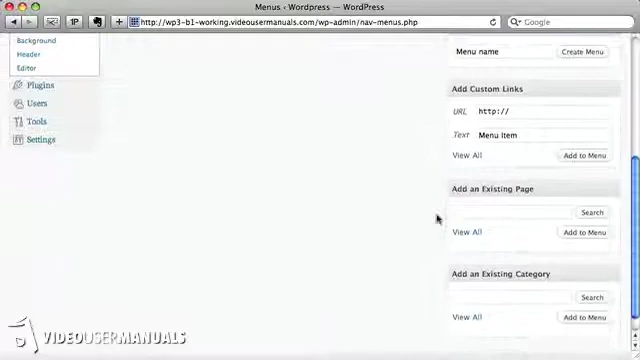 Menus ‹ Wordpress — WordPress
1P
http://wp3-b1-working.videousermanuals.com/wp-admin/nav-menus.php
Google
Background
Header
Editor
Plugins
Users
Tools
Settings
Menu name
Create Menu
Add Custom Links
URL http://
Text Menu Item
View All
Add to Menu
Add an Existing Page
Search
View All
Add to Menu
Add an Existing Category
Search
View All
Add to Menu
VIDEOUSERMANUALS